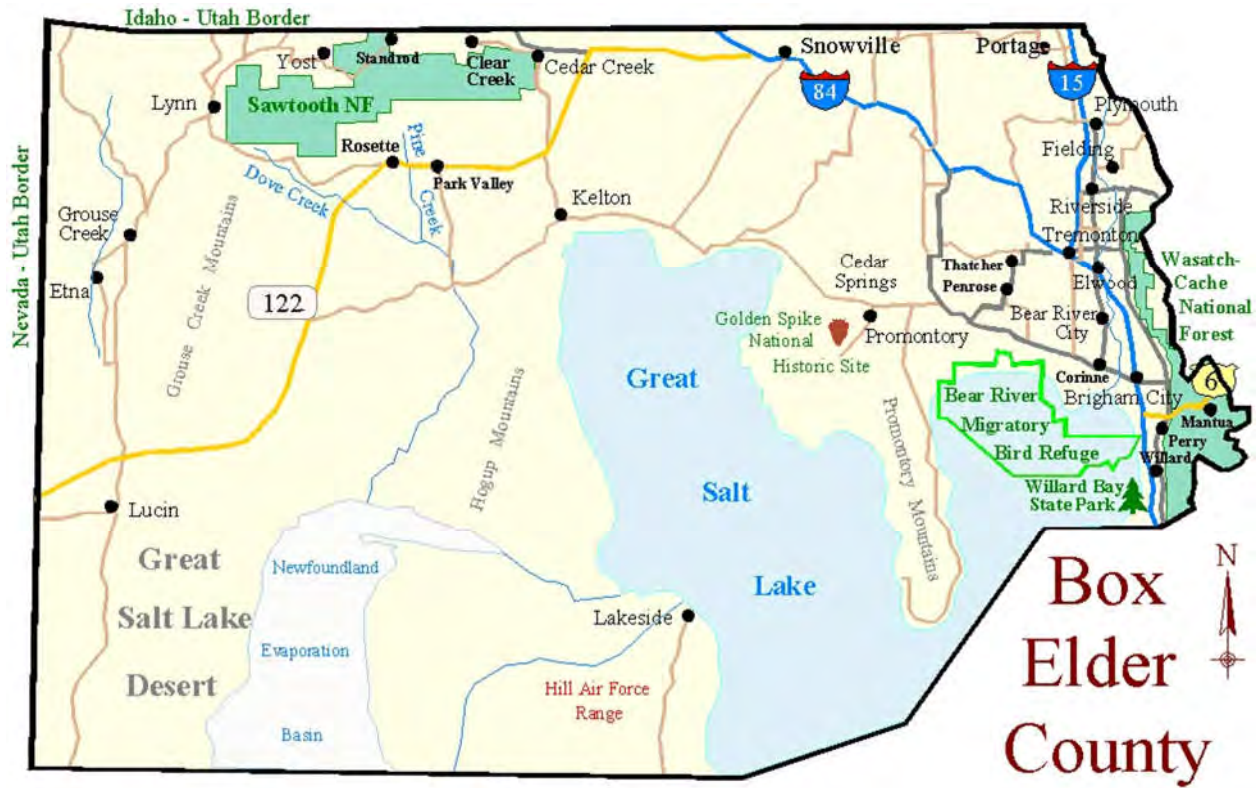 Idaho - Utah Border
Nevada - Utah Border
Yost
Standrod
Clear
Creek
Cedar Creek
Snowville
Portage
84
15
Lynn
Sawtooth NF
Plymouth
Fielding
Rosette
Pine
Creek
Park Valley
Dove Creek
Kelton
Riverside
Tremonton
Grouse
Creek
Etna
Grouse Creek Mountains
122
Cedar
Springs
Thatcher
Penrose
Elwood
Wasatch-
Cache
National
Forest
Bear River
City
Golden Spike
National
Historic Site
Promontory
Corinne
Brigham City
6
Mantua
Perry
Willard
Great
Salt
Lake
Bear River
Migratory
Bird Refuge
Willard Bay
State Park
Promontory Mountains
Hogup Mountains
Lucin
Great
Salt Lake
Desert
Newfoundland
Evaporation
Basin
Lakeside
Hill Air Force
Range
Box
Elder
County
N